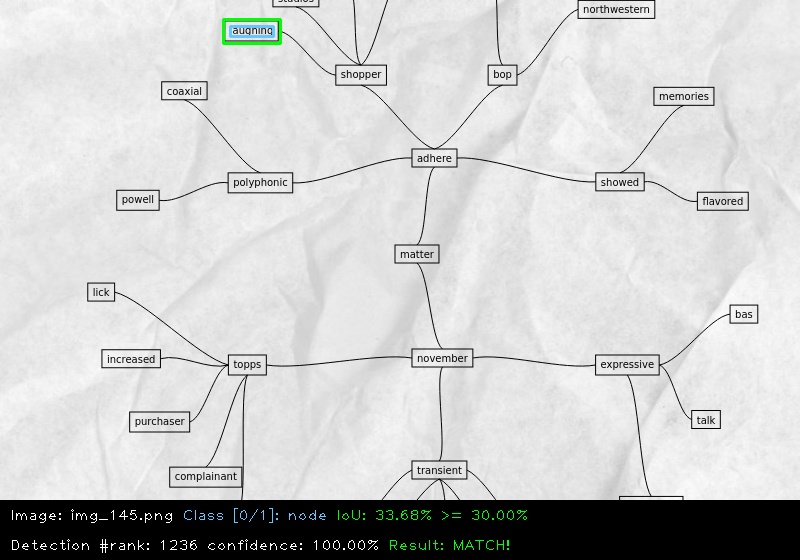 studios
northwestern
augning
shopper
bop
coaxial
memories
adhere
polyphonic
showed
powell
flavored
matter
lick
bas
increased
topps
november
expressive
purchaser
talk
complainant
transient
Image: img_145.png Class [0/1]: node IoU: 33.68% >= 30.00%
Detection #rank: 1236 confidence: 100.00% Result: MATCH!